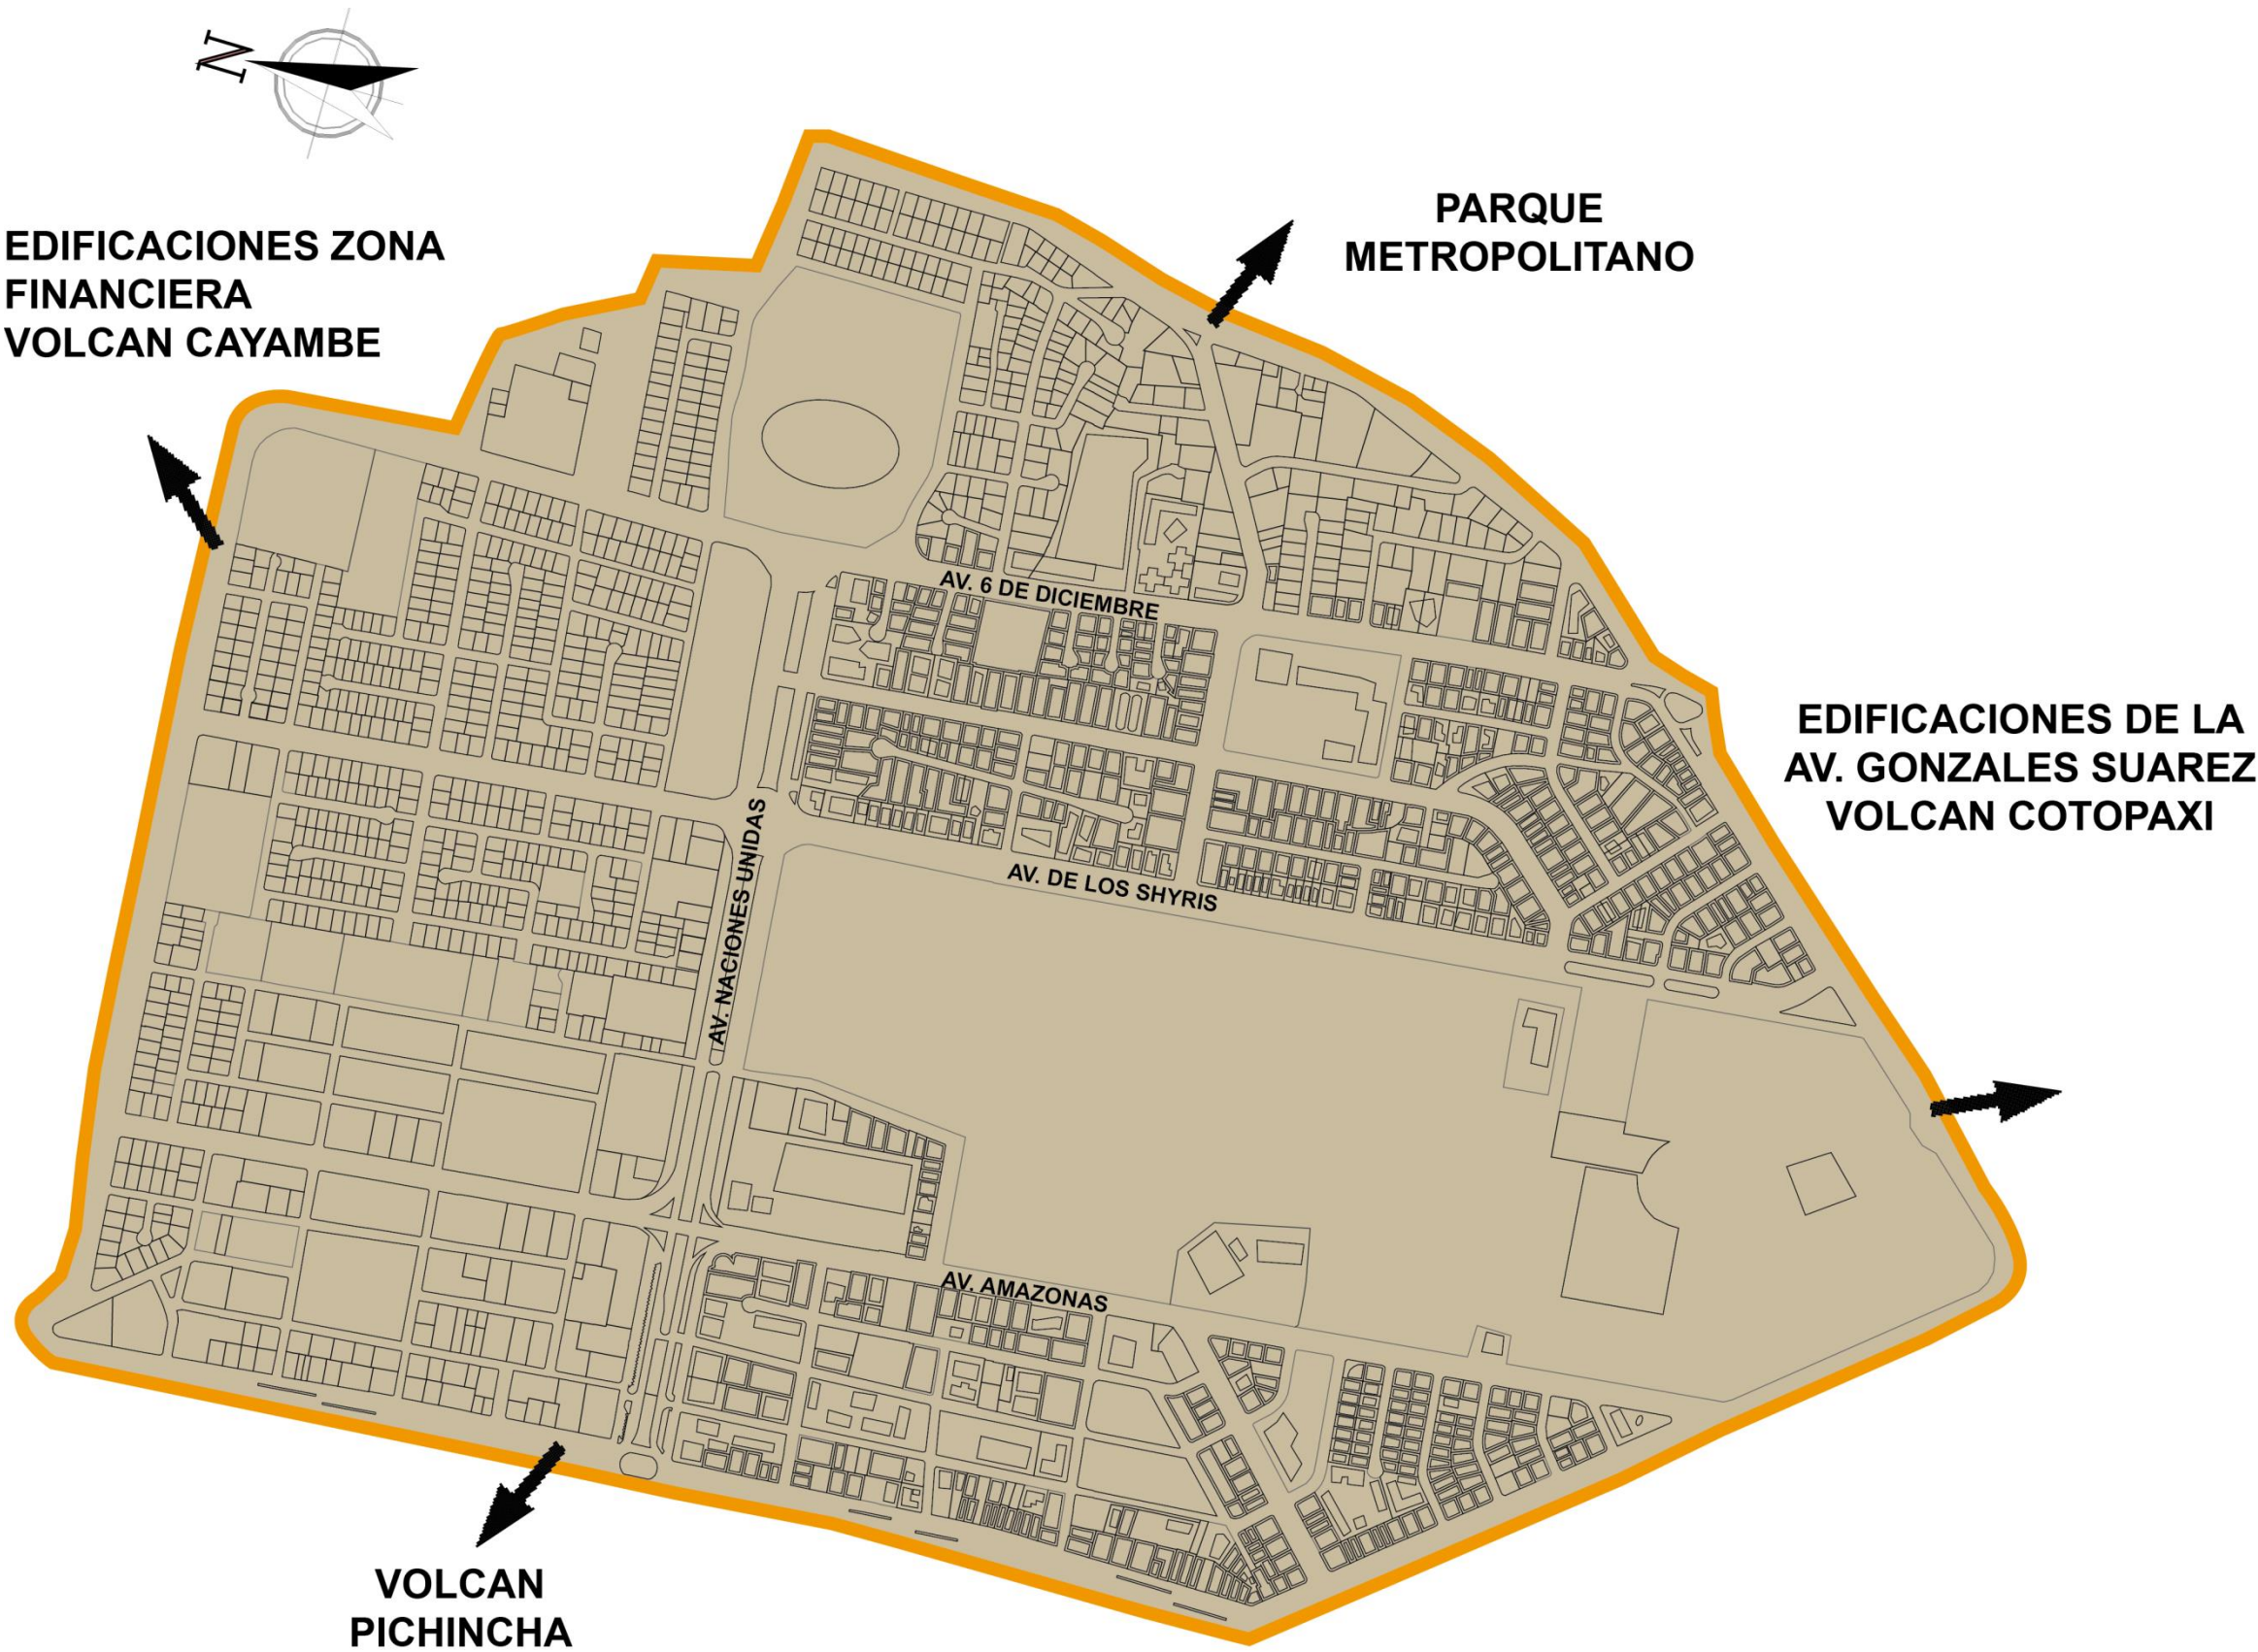 N
PARQUE
METROPOLITANO
EDIFICACIONES ZONA
FINANCIERA
VOLCAN CAYAMBE
AV. 6 DE DICIEMBRE
EDIFICACIONES DE LA
AV. GONZALES SUAREZ
VOLCAN COTOPAXI
AV. NACIONES UNIDAS
AV. DE LOS SHYRIS
AV. AMAZONAS
VOLCAN
PICHINCHA